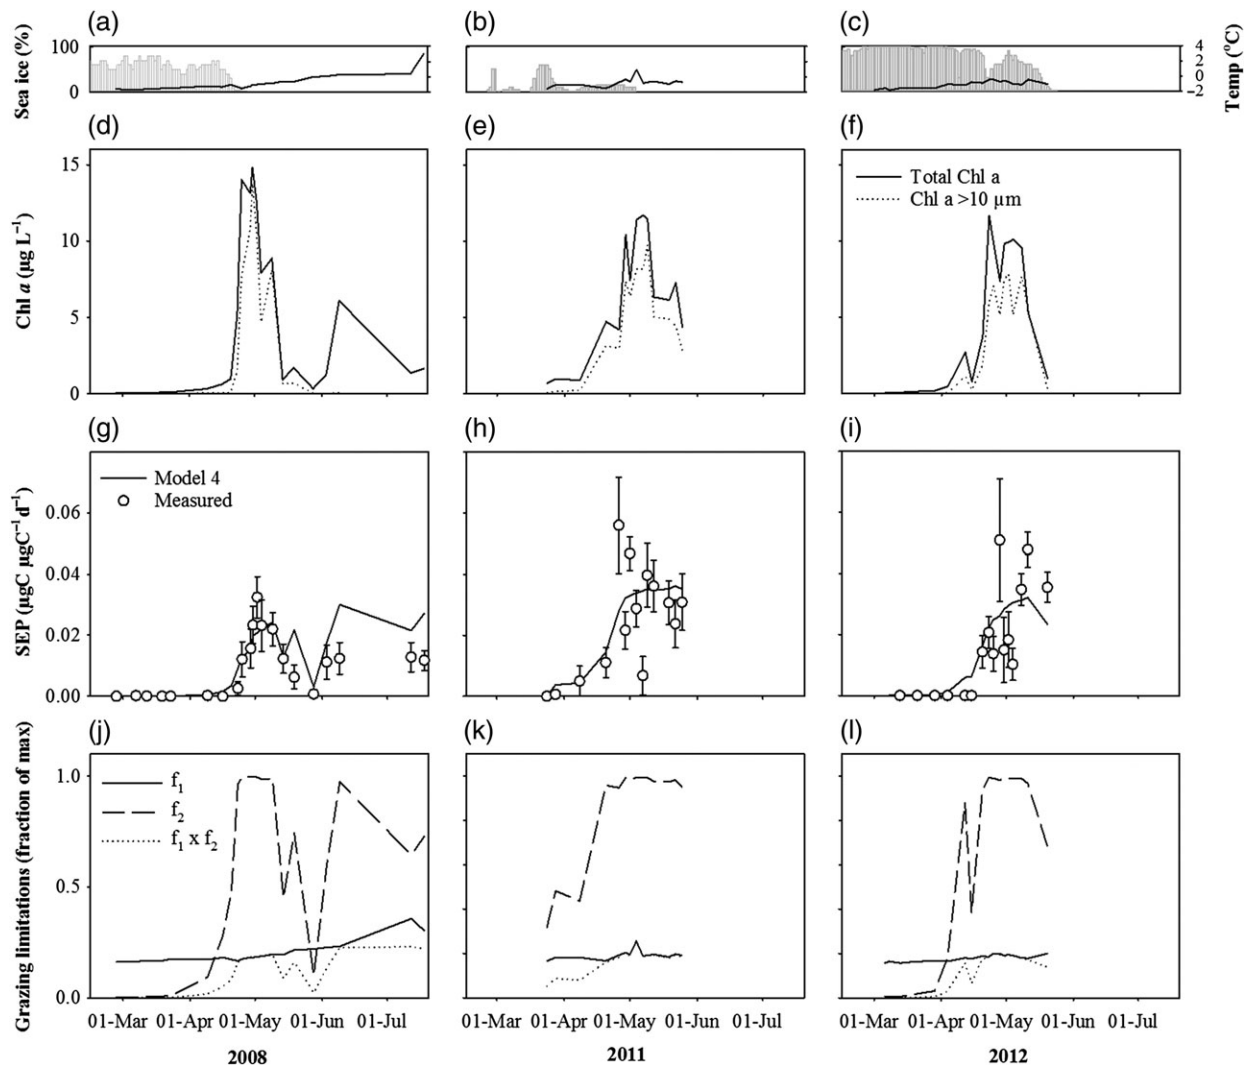 (a) (b) (c)
Sea ice (%)
100
0
4
2
0
−2
Temp (°C)
(d) (e) (f)
Chl a (µg L⁻¹)
15
10
5
0
Total Chl a
Chl a >10 µm
(g) (h) (i)
SEP (µgC µgC⁻¹d⁻¹)
0.06
0.04
0.02
0.00
Model 4
Measured
(j) (k) (l)
Grazing limitations (fraction of max)
1.0
0.5
0.0
f₁
f₂
f₁ x f₂
01-Mar 01-Apr 01-May 01-Jun 01-Jul 01-Mar 01-Apr 01-May 01-Jun 01-Jul 01-Mar 01-Apr 01-May 01-Jun 01-Jul
2008 2011 2012